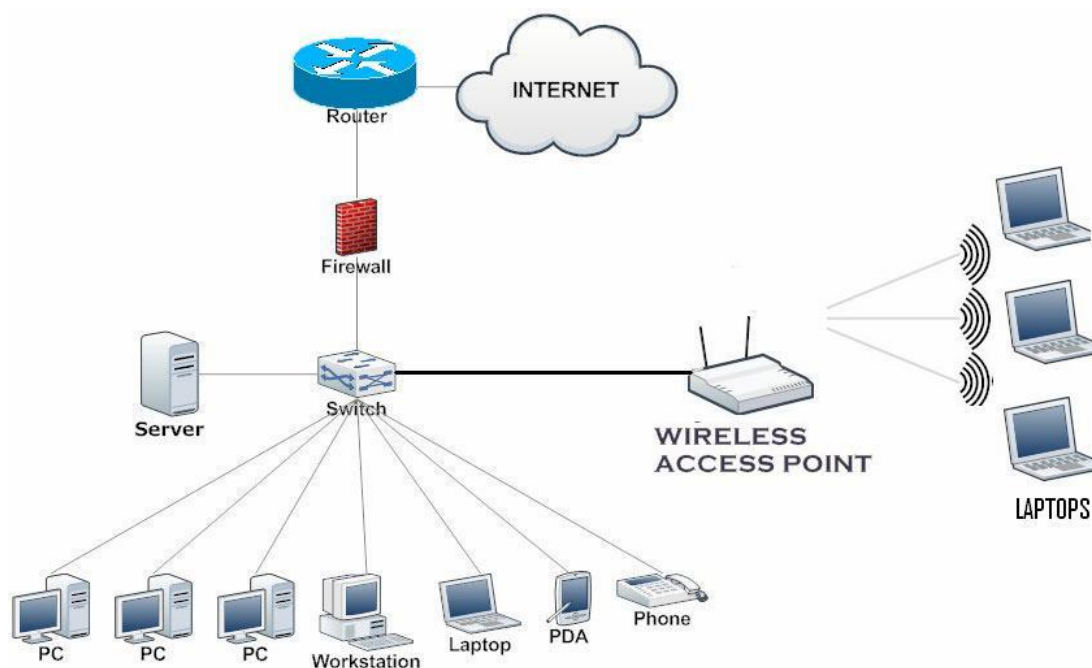 INTERNET
Router
Firewall
Server
Switch
WIRELESS
ACCESS POINT
LAPTOPS
PC
PC
PC
Workstation
Laptop
PDA
Phone